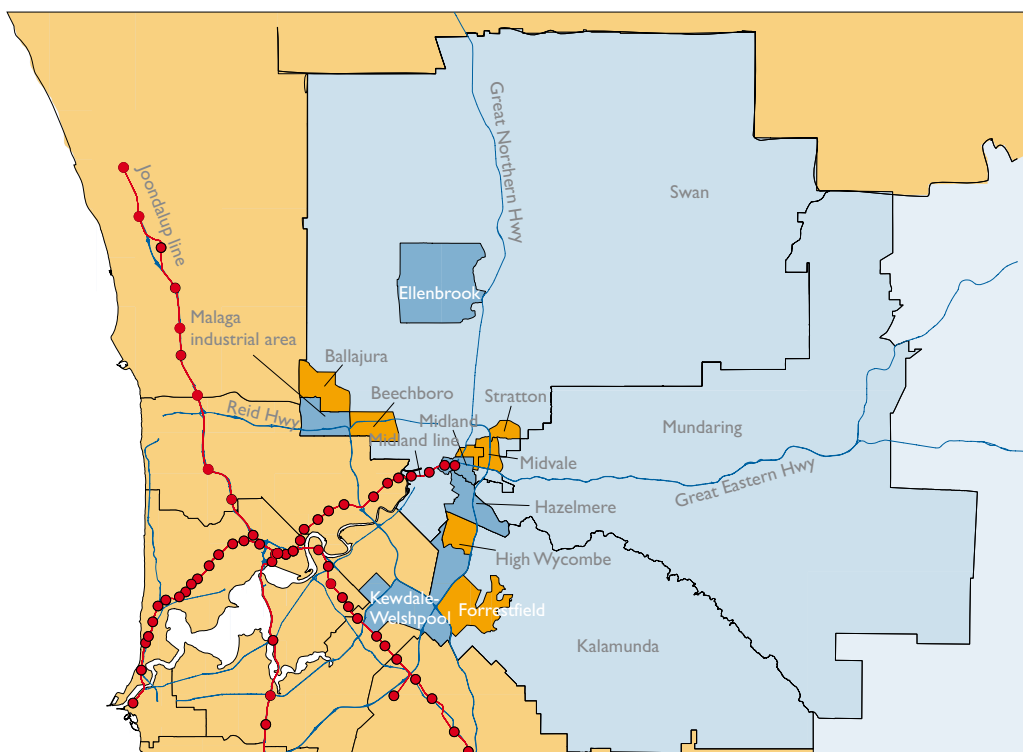 Great Northern Hwy
Joondalup line
Swan
Ellenbrook
Malaga
industrial area
Ballajura
Beechboro
Stratton
Reid Hwy
Midland
Midland line
Mundaring
Midvale
Great Eastern Hwy
Hazelmere
High Wycombe
Kewdale-
Welshpool
Forrestfield
Kalamunda